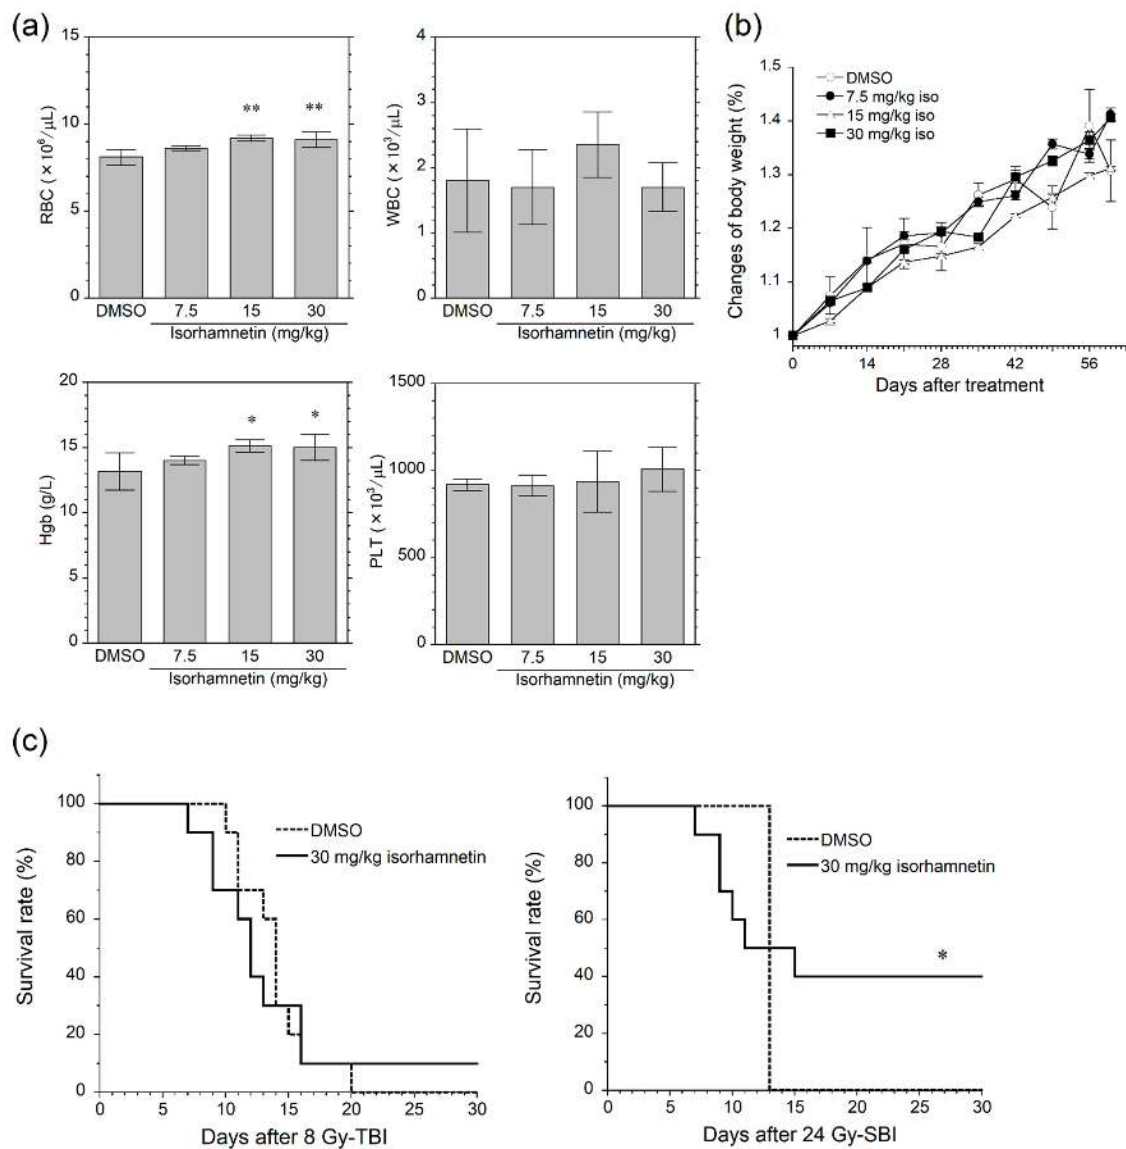 (a)
15
10
5
0
RBC (×10⁶/μL)
** **
DMSO 7.5 15 30
Isorhamnetin (mg/kg)
4
3
2
1
0
WBC (×10³/μL)
DMSO 7.5 15 30
Isorhamnetin (mg/kg)
(b)
1.5
1.4
1.3
1.2
1.1
1
Changes of body weight (%)
DMSO
7.5 mg/kg iso
15 mg/kg iso
30 mg/kg iso
0 14 28 42 56
Days after treatment
20
15
10
5
0
Hgb (g/L)
* *
DMSO 7.5 15 30
Isorhamnetin (mg/kg)
1500
1000
500
0
PLT (×10³/μL)
DMSO 7.5 15 30
Isorhamnetin (mg/kg)
(c)
100
80
60
40
20
0
Survival rate (%)
DMSO
30 mg/kg isorhamnetin
0 5 10 15 20 25 30
Days after 8 Gy-TBI
100
80
60
40
20
0
Survival rate (%)
DMSO
30 mg/kg isorhamnetin
*
0 5 10 15 20 25 30
Days after 24 Gy-SBI